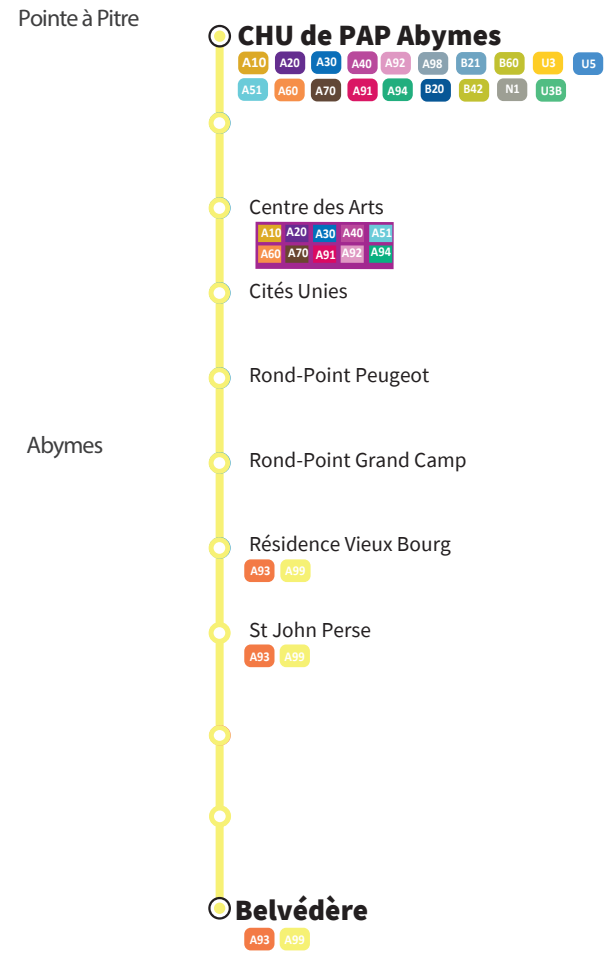 Pointe à Pitre
CHU de PAP Abymes
A10 A20 A30 A40 A92 A98 B21 B60 U3 U5
A51 A60 A70 A91 A94 B20 B42 N1 U3B
Centre des Arts
A10 A20 A30 A40 A51
A60 A70 A91 A92 A94
Cités Unies
Rond-Point Peugeot
Abymes
Rond-Point Grand Camp
Résidence Vieux Bourg
A93 A99
St John Perse
A93 A99
Belvédère
A93 A99